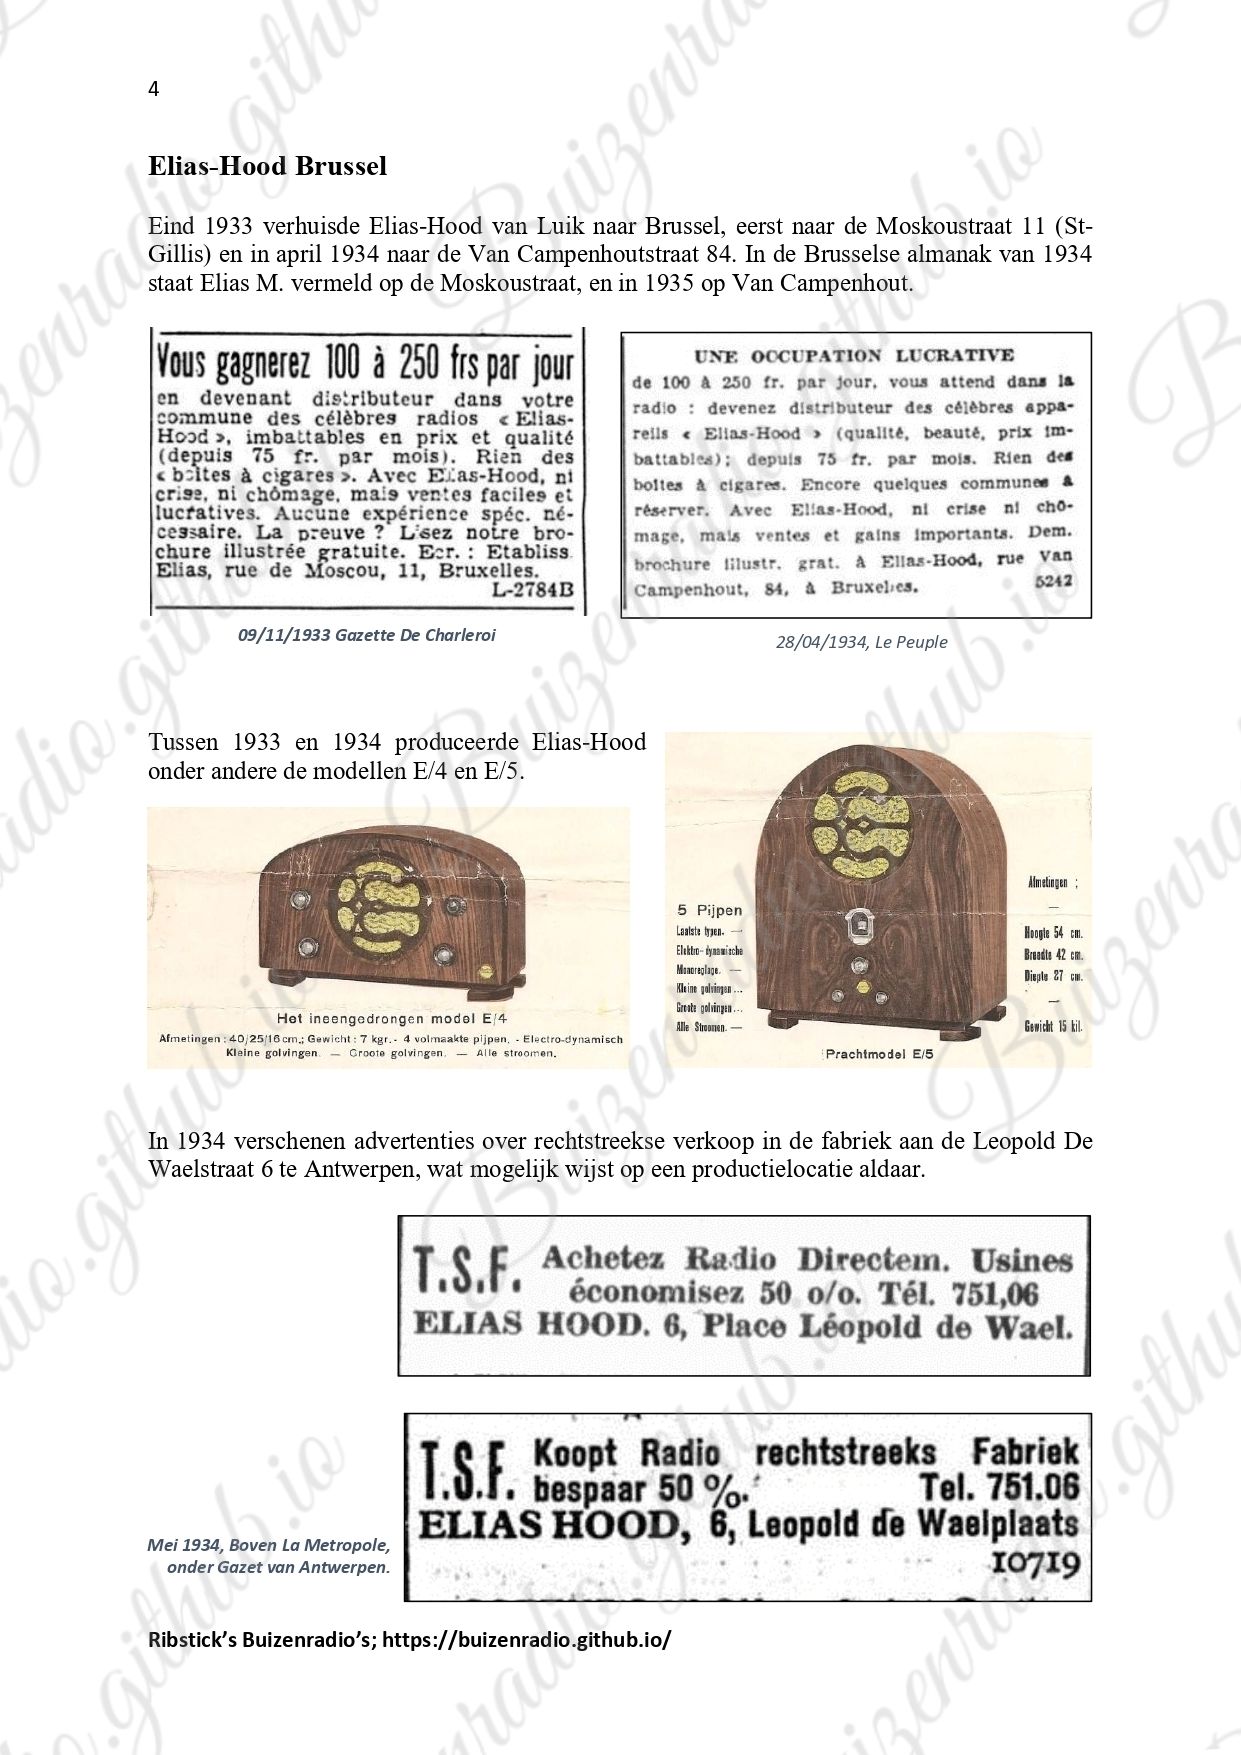 4
Elias-Hood Brussel
Eind 1933 verhuisde Elias-Hood van Luik naar Brussel, eerst naar de Moskoustraat 11 (St-
Gillis) en in april 1934 naar de Van Campenhoutstraat 84. In de Brusselse almanak van 1934
staat Elias M. vermeld op de Moskoustraat, en in 1935 op Van Campenhout.
Vous gagnerez 100 à 250 frs par jour
en devenant distributeur dans votre
commune des célèbres radios « Elias-
Hood », imbattables en prix et qualité
(depuis 75 fr. par mois). Rien des
« boîtes à cigares ». Avec Elias-Hood, ni
crise, ni chômage, mais ventes faciles et
lucratives. Aucune expérience spéc. né-
cessaire. La preuve ? Lisez notre bro-
chure illustrée gratuite. Ecr. : Etabliss
Elias, rue de Moscou, 11, Bruxelles.
L-2784B
09/11/1933 Gazette De Charleroi
UNE OCCUPATION LUCRATIVE
de 100 à 250 fr. par jour, vous attend dans la
radio : devenez distributeur des célèbres appa-
reils « Elias-Hood » (qualité, beauté, prix im-
battables); depuis 75 fr. par mois. Rien des
boîtes à cigares. Encore quelques communes à
réserver. Avec Elias-Hood, ni crise ni chô-
mage, mais ventes et gains importants. Dem.
brochure illustr. grat. à Elias-Hood, rue Van
Campenhout, 84, à Bruxelles. 5242
28/04/1934, Le Peuple
Tussen 1933 en 1934 produceerde Elias-Hood
onder andere de modellen E/4 en E/5.
Het ineengedrongen model E/4
Afmetingen : 40/25/16 cm.; Gewicht : 7 kgr. - 4 volmaakte pijpen. - Electro-dynamisch
Kleine golvingen. — Groote golvingen. — Alle stroomen.
5 Pijpen
Laatste typen. —
Elektro-dynamische
Monoreglage. —
Kleine golvingen ...
Groote golvingen ...
Alle Stroomen. —
Afmetingen :
—
Hoogte 54 cm.
Breedte 42 cm.
Diepte 27 cm.
—
Gewicht 15 kil.
Prachtmodel E/5
In 1934 verschenen advertenties over rechtstreekse verkoop in de fabriek aan de Leopold De
Waelstraat 6 te Antwerpen, wat mogelijk wijst op een productielocatie aldaar.
T.S.F. Achetez Radio Directem. Usines
économisez 50 o/o. Tél. 751,06
ELIAS HOOD. 6, Place Léopold de Wael.
T.S.F. Koopt Radio rechtstreeks Fabriek
bespaar 50 %. Tel. 751.06
ELIAS HOOD, 6, Leopold de Waelplaats
10719
Mei 1934, Boven La Metropole,
onder Gazet van Antwerpen.
Ribstick’s Buizenradio’s; https://buizenradio.github.io/
Buizenradio.github.io